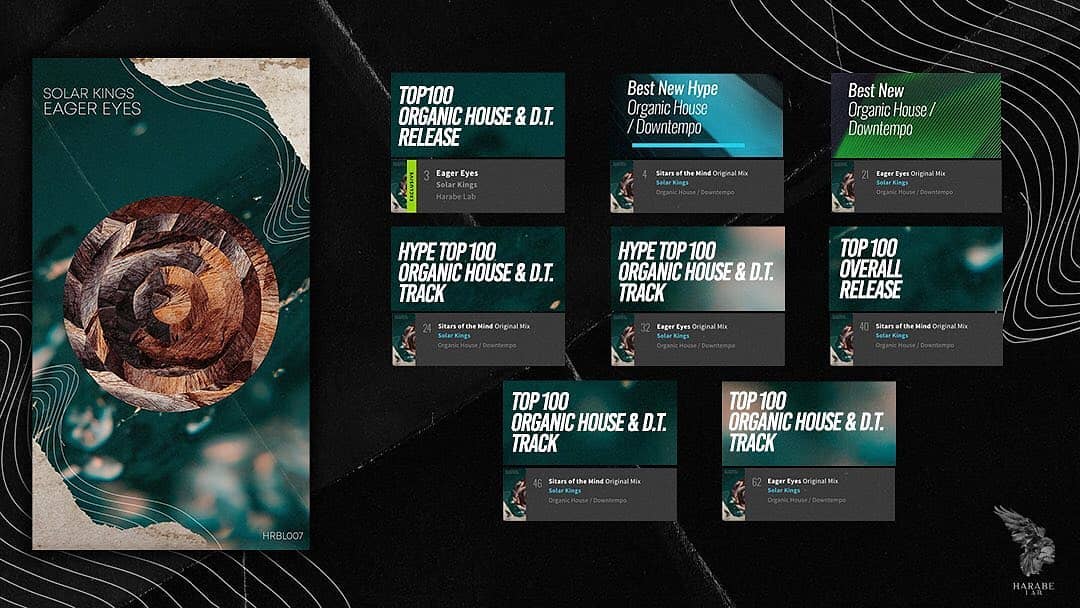 SOLAR KINGS
EAGER EYES
HRBL007
TOP100
ORGANIC HOUSE & D.T.
RELEASE
EXCLUSIVE
3
Eager Eyes
Solar Kings
Harabe Lab
Best New Hype
Organic House
/ Downtempo
4
Sitars of the Mind Original Mix
Solar Kings
Organic House / Downtempo
Best New
Organic House /
Downtempo
21
Eager Eyes Original Mix
Solar Kings
Organic House / Downtempo
HYPE TOP 100
ORGANIC HOUSE & D.T.
TRACK
24
Sitars of the Mind Original Mix
Solar Kings
Organic House / Downtempo
HYPE TOP 100
ORGANIC HOUSE & D.T.
TRACK
32
Eager Eyes Original Mix
Solar Kings
Organic House / Downtempo
TOP 100
OVERALL
RELEASE
40
Sitars of the Mind Original Mix
Solar Kings
Organic House / Downtempo
TOP 100
ORGANIC HOUSE & D.T.
TRACK
46
Sitars of the Mind Original Mix
Solar Kings
Organic House / Downtempo
TOP 100
ORGANIC HOUSE & D.T.
TRACK
62
Eager Eyes Original Mix
Solar Kings
Organic House / Downtempo
HARABE
LAB